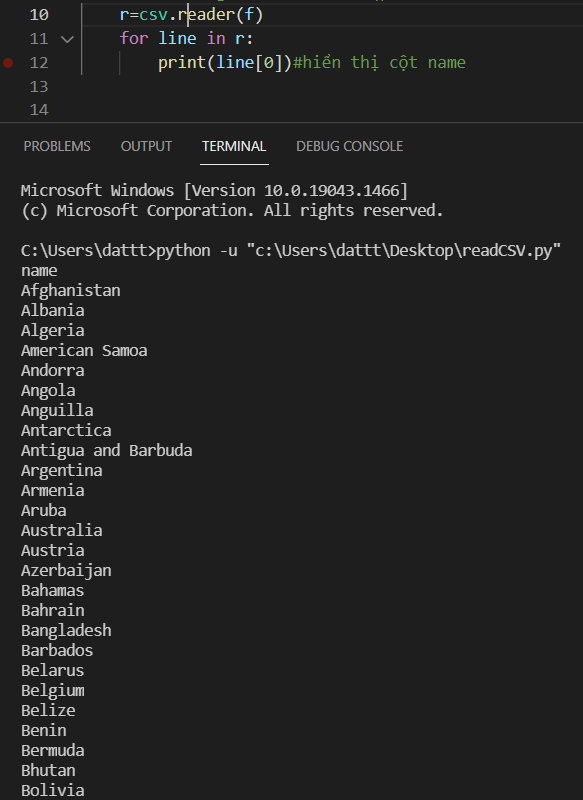 10 r=csv.reader(f)
11 for line in r:
12 print(line[0])#hiển thị cột name
13
14
PROBLEMS OUTPUT TERMINAL DEBUG CONSOLE
Microsoft Windows [Version 10.0.19043.1466]
(c) Microsoft Corporation. All rights reserved.
C:\Users\dattt>python -u "c:\Users\dattt\Desktop\readCSV.py"
name
Afghanistan
Albania
Algeria
American Samoa
Andorra
Angola
Anguilla
Antarctica
Antigua and Barbuda
Argentina
Armenia
Aruba
Australia
Austria
Azerbaijan
Bahamas
Bahrain
Bangladesh
Barbados
Belarus
Belgium
Belize
Benin
Bermuda
Bhutan
Bolivia